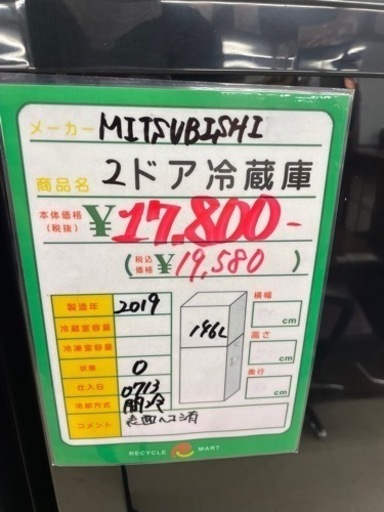 メーカー MITSUBISHI
商品名 2ドア冷蔵庫
本体価格(税抜) ¥17,800-
(税込価格 ¥19,580)
製造年 2019
冷蔵室容量
冷凍室容量
状態 0
仕入日 0713
冷却方式 間冷
コメント 表面ヘコ消
146L
横幅
cm
高さ
cm
奥行
cm
RECYCLE MART